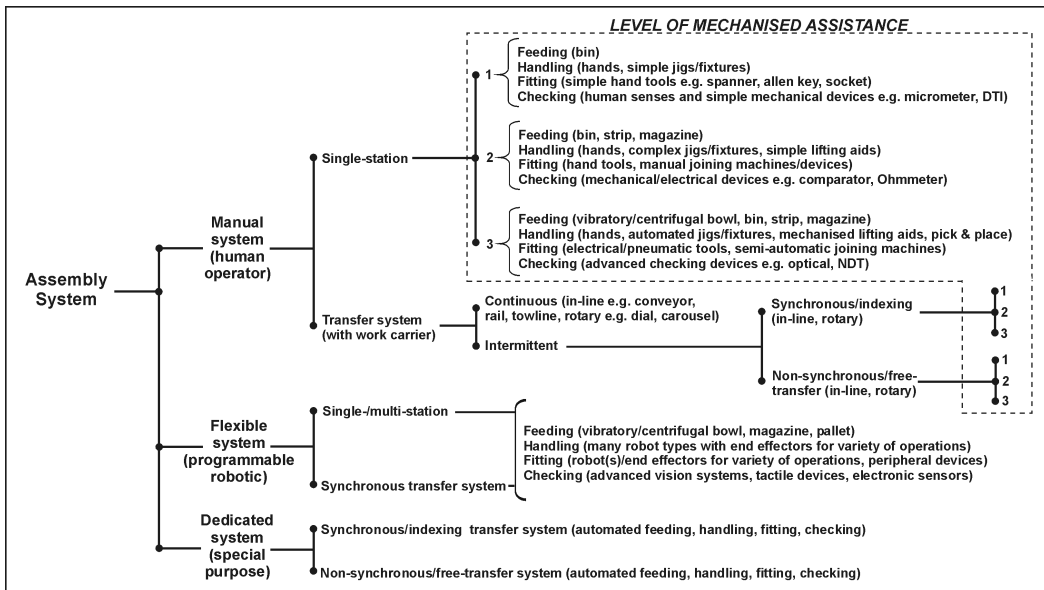 LEVEL OF MECHANISED ASSISTANCE
1
Feeding (bin)
Handling (hands, simple jigs/fixtures)
Fitting (simple hand tools e.g. spanner, allen key, socket)
Checking (human senses and simple mechanical devices e.g. micrometer, DTI)
Single-station
2
Feeding (bin, strip, magazine)
Handling (hands, complex jigs/fixtures, simple lifting aids)
Fitting (hand tools, manual joining machines/devices)
Checking (mechanical/electrical devices e.g. comparator, Ohmmeter)
3
Feeding (vibratory/centrifugal bowl, bin, strip, magazine)
Handling (hands, automated jigs/fixtures, mechanised lifting aids, pick & place)
Fitting (electrical/pneumatic tools, semi-automatic joining machines)
Checking (advanced checking devices e.g. optical, NDT)
Manual
system
(human
operator)
Assembly
System
Transfer system
(with work carrier)
Continuous (in-line e.g. conveyor,
rail, towline, rotary e.g. dial, carousel)
Intermittent
Synchronous/indexing
(in-line, rotary)
1
2
3
Non-synchronous/free-
transfer (in-line, rotary)
1
2
3
Flexible
system
(programmable
robotic)
Single-/multi-station
Synchronous transfer system
Feeding (vibratory/centrifugal bowl, magazine, pallet)
Handling (many robot types with end effectors for variety of operations)
Fitting (robot(s)/end effectors for variety of operations, peripheral devices)
Checking (advanced vision systems, tactile devices, electronic sensors)
Dedicated
system
(special
purpose)
Synchronous/indexing transfer system (automated feeding, handling, fitting, checking)
Non-synchronous/free-transfer system (automated feeding, handling, fitting, checking)